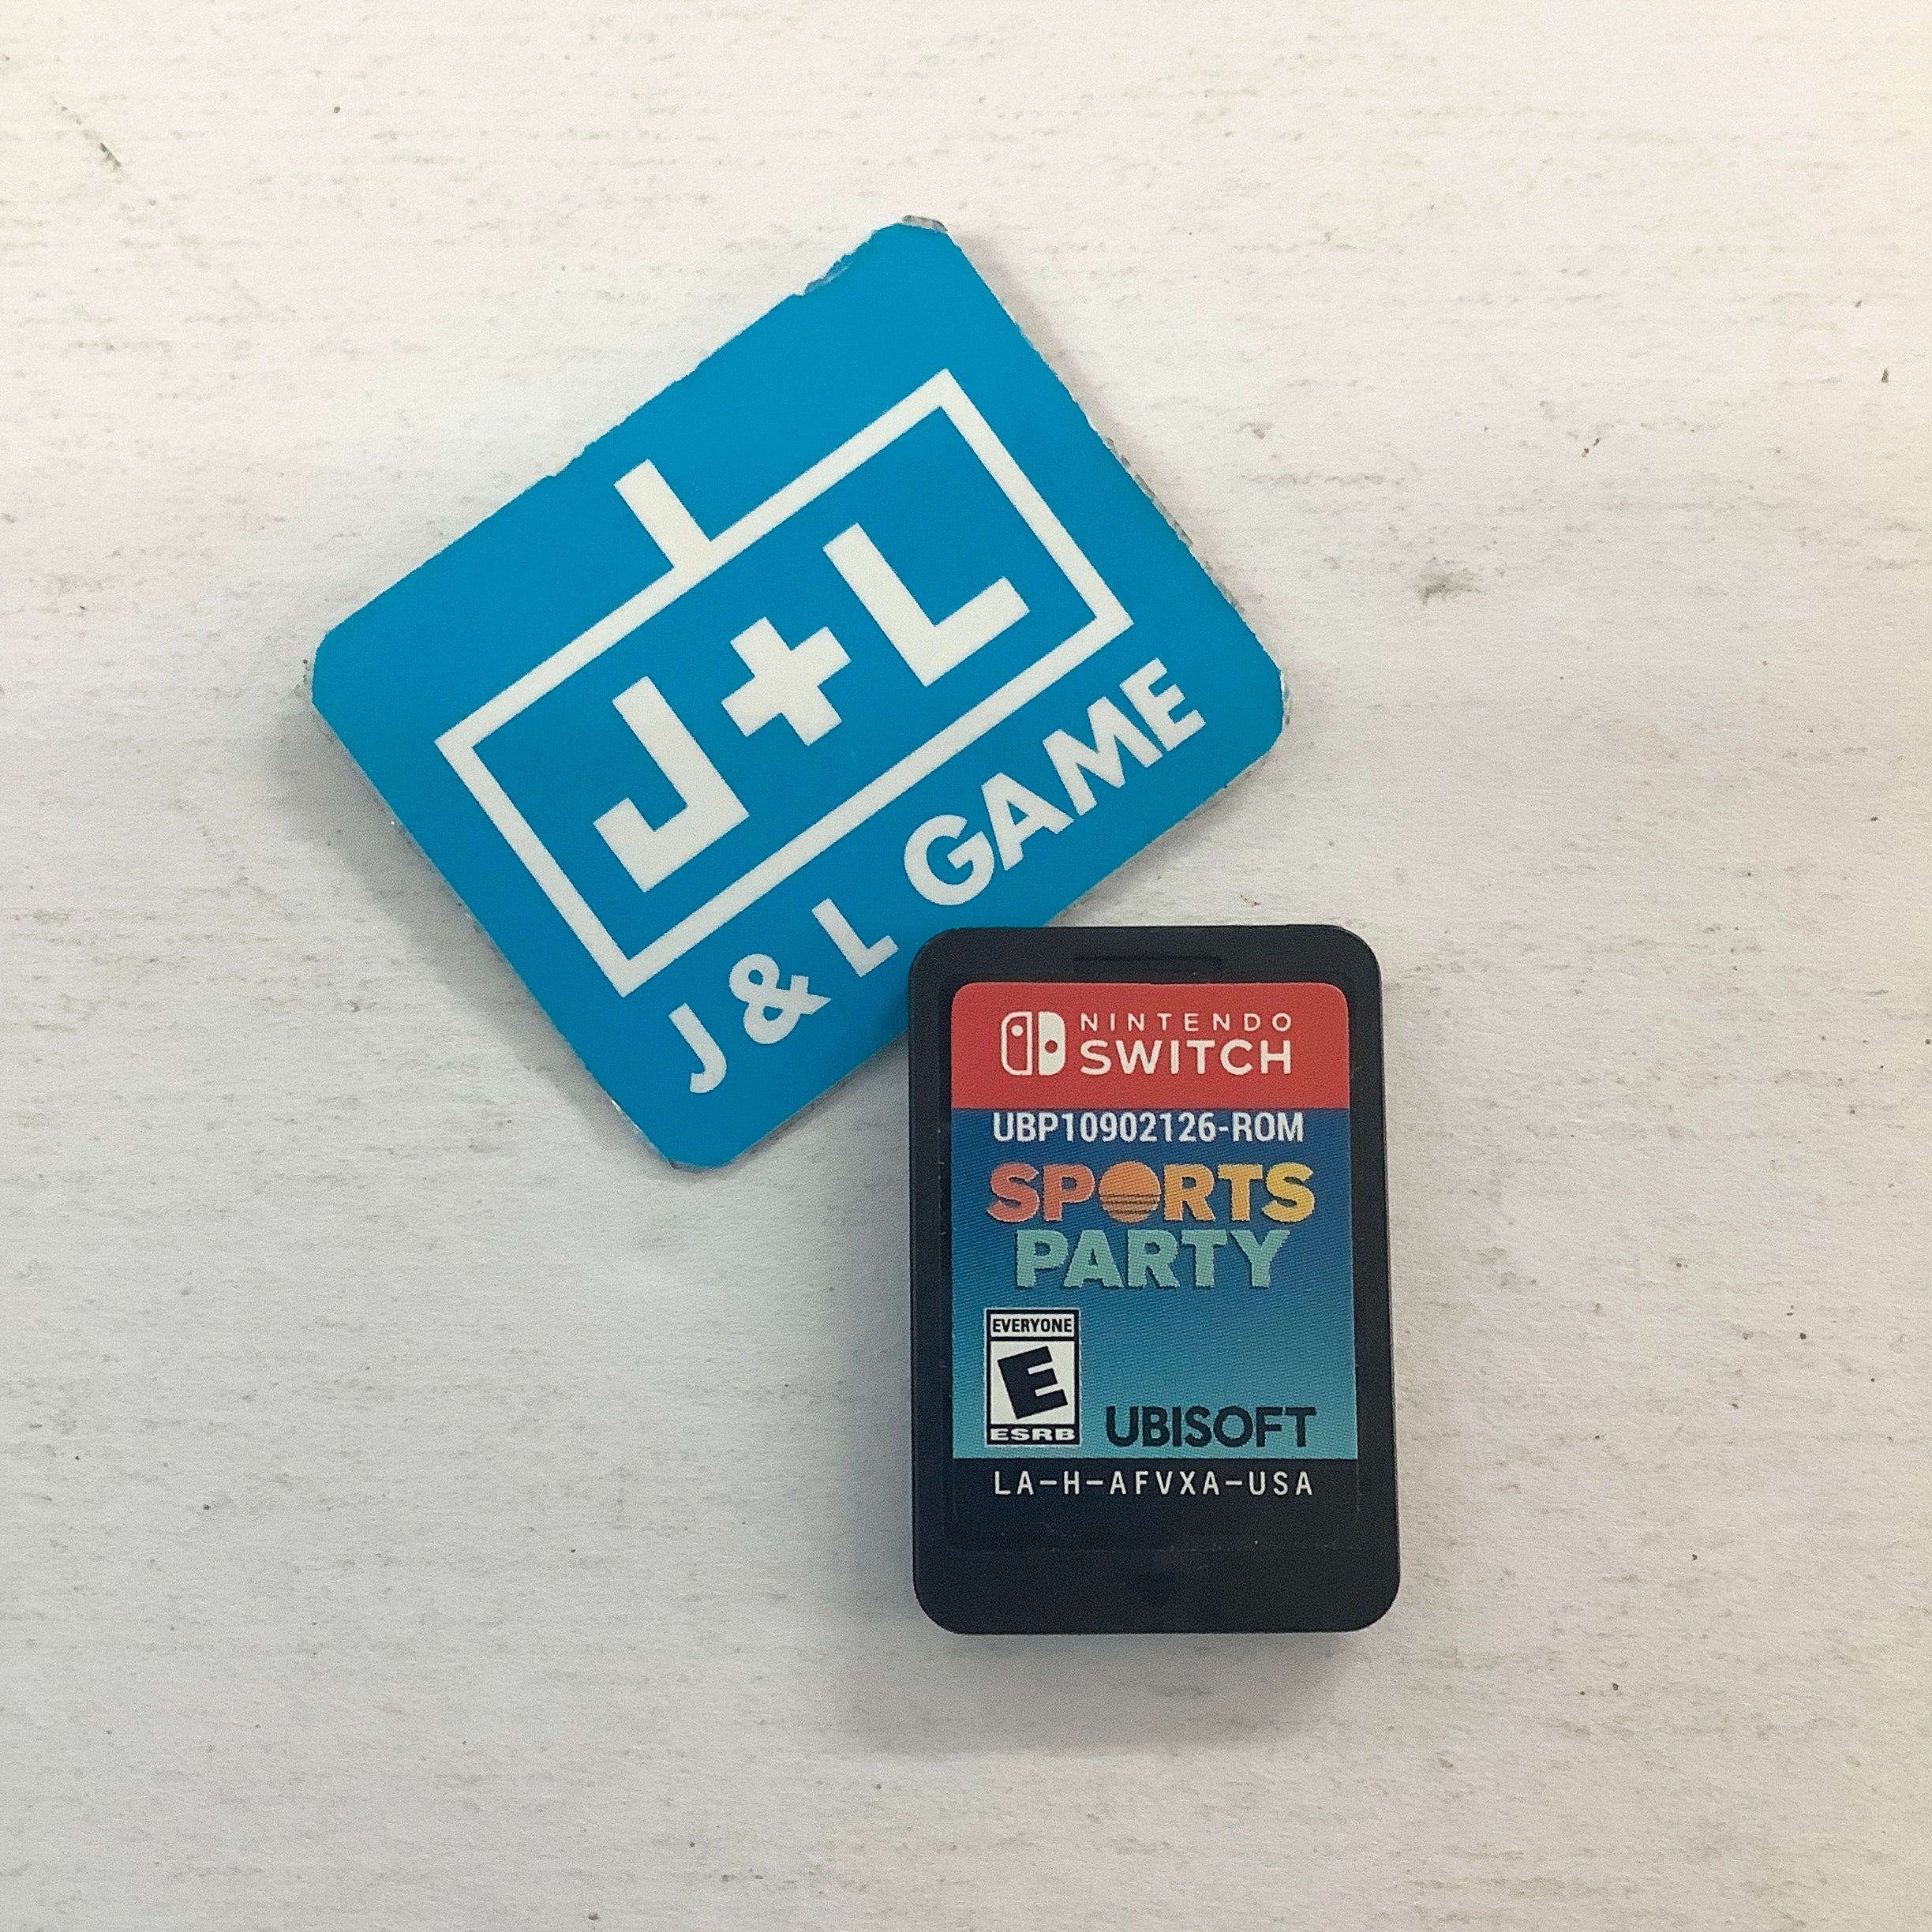 J+L
J & L GAME
NINTENDO
SWITCH
UBP10902126-ROM
SPORTS
PARTY
EVERYONE
E
ESRB
UBISOFT
LA-H-AFVXA-USA